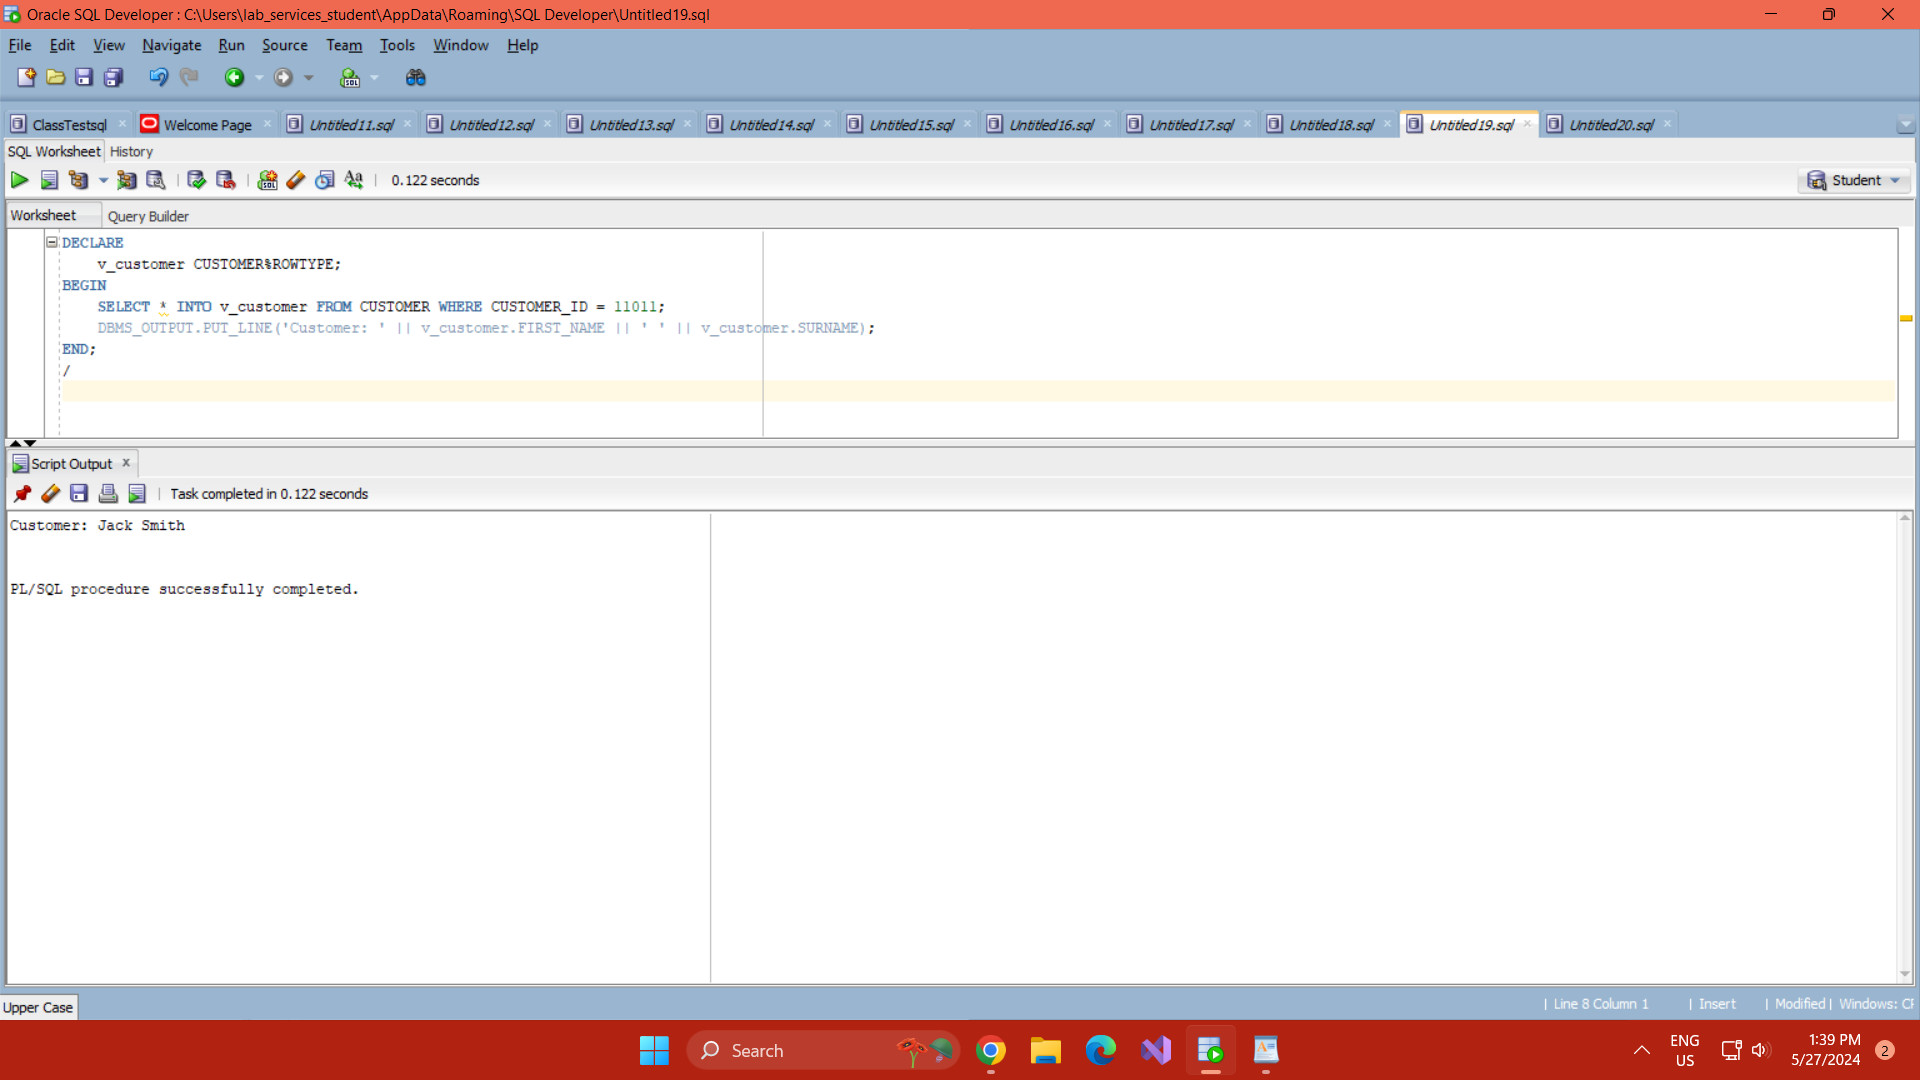 Oracle SQL Developer : C:\Users\lab_services_student\AppData\Roaming\SQL Developer\Untitled19.sql
File Edit View Navigate Run Source Team Tools Window Help
ClassTestsql Welcome Page Untitled11.sql Untitled12.sql Untitled13.sql Untitled14.sql Untitled15.sql Untitled16.sql Untitled17.sql Untitled18.sql Untitled19.sql Untitled20.sql
SQL Worksheet History
0.122 seconds
Student
Worksheet Query Builder
DECLARE
    v_customer CUSTOMER%ROWTYPE;
BEGIN
    SELECT * INTO v_customer FROM CUSTOMER WHERE CUSTOMER_ID = 11011;
    DBMS_OUTPUT.PUT_LINE('Customer: ' || v_customer.FIRST_NAME || ' ' || v_customer.SURNAME);
END;
/
Script Output
Task completed in 0.122 seconds
Customer: Jack Smith
PL/SQL procedure successfully completed.
Upper Case
| Line 8 Column 1 | Insert | Modified | Windows: CF
Search
ENG
US
1:39 PM
5/27/2024
2